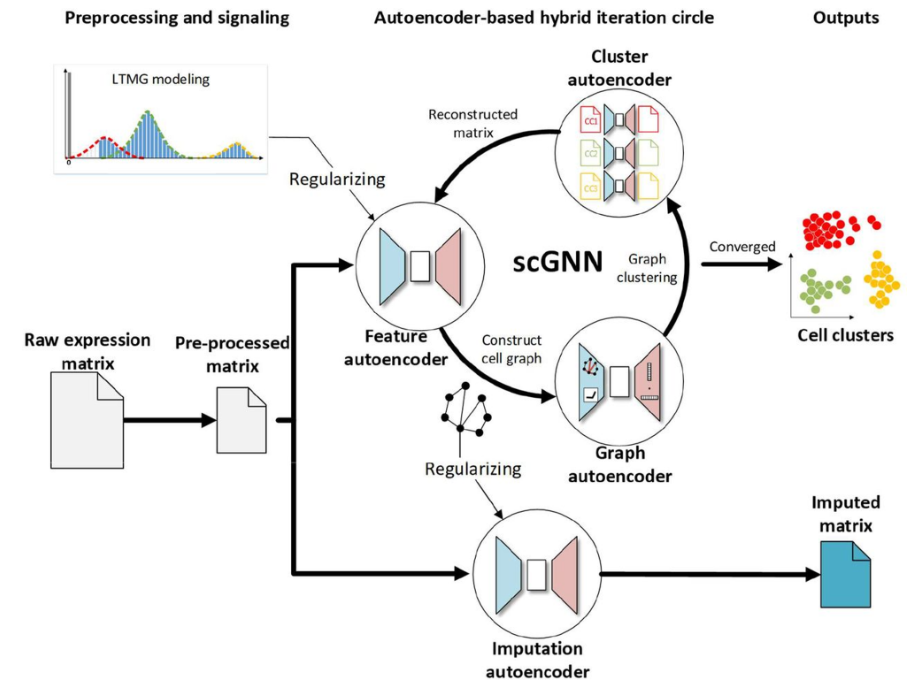 Preprocessing and signaling
Autoencoder-based hybrid iteration circle
Outputs
LTMG modeling
0
Regularizing
Reconstructed
matrix
Cluster
autoencoder
CC1
CC2
CC3
scGNN
Graph
clustering
Converged
Cell clusters
Feature
autoencoder
Construct
cell graph
Raw expression
matrix
Pre-processed
matrix
Graph
autoencoder
Regularizing
Imputed
matrix
Imputation
autoencoder